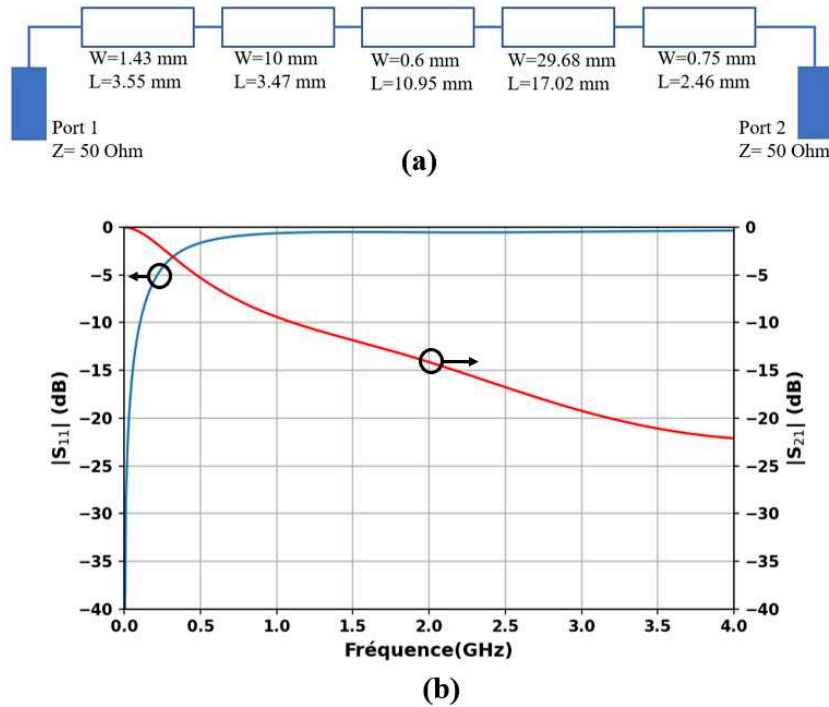 W=1.43 mm
L=3.55 mm
W=10 mm
L=3.47 mm
W=0.6 mm
L=10.95 mm
W=29.68 mm
L=17.02 mm
W=0.75 mm
L=2.46 mm
Port 1
Z= 50 Ohm
Port 2
Z= 50 Ohm
(a)
0
−5
−10
−15
−20
−25
−30
−35
−40
|S₁₁| (dB)
0
−5
−10
−15
−20
−25
−30
−35
−40
|S₂₁| (dB)
0.0 0.5 1.0 1.5 2.0 2.5 3.0 3.5 4.0
Fréquence(GHz)
(b)